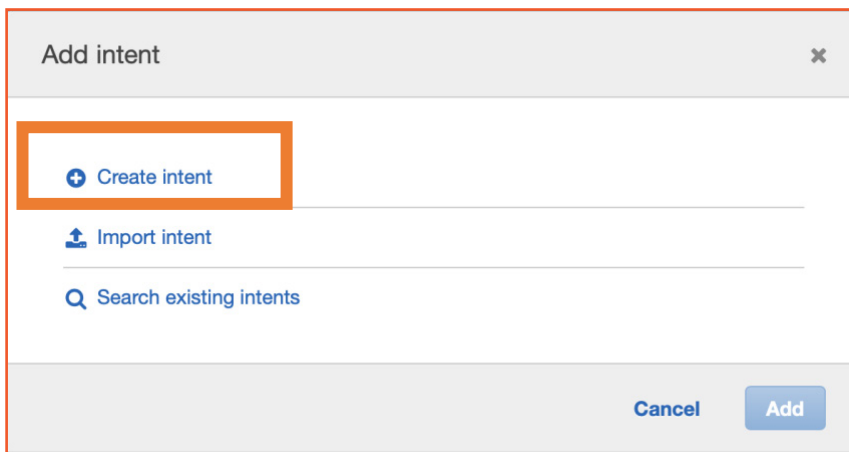 Add intent
Create intent
Import intent
Search existing intents
Cancel Add